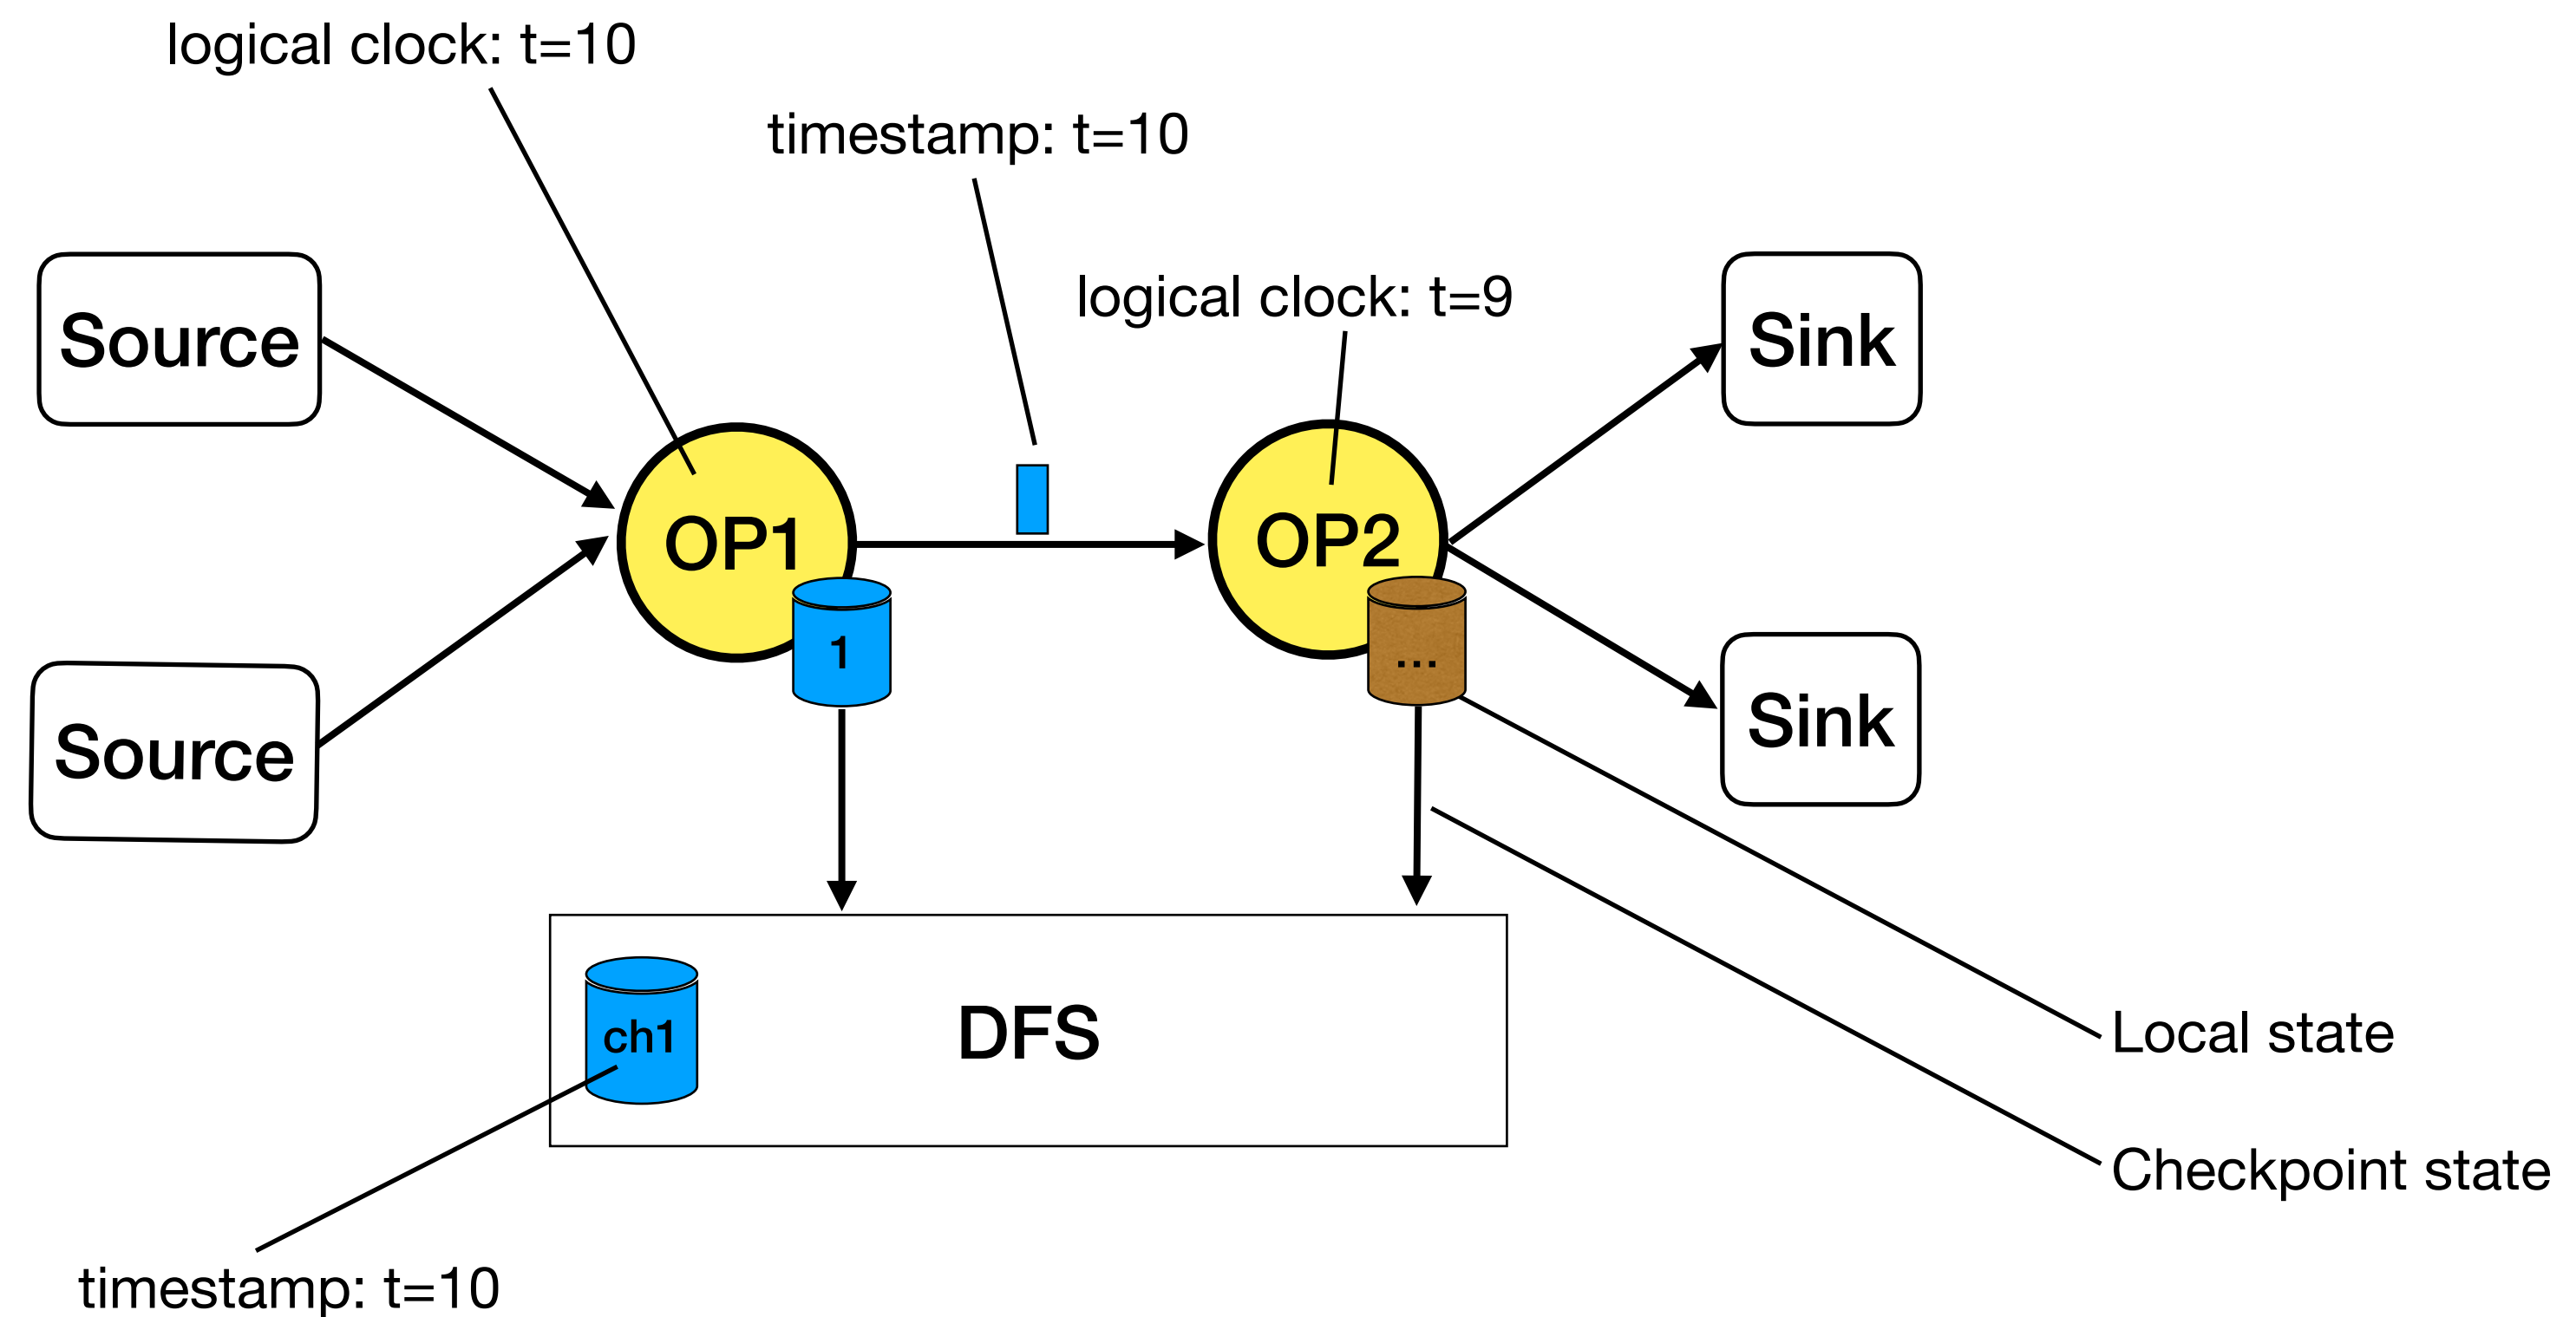 logical clock: t=10
timestamp: t=10
logical clock: t=9
Source
Sink
OP1
OP2
1
...
Source
Sink
ch1
DFS
Local state
Checkpoint state
timestamp: t=10